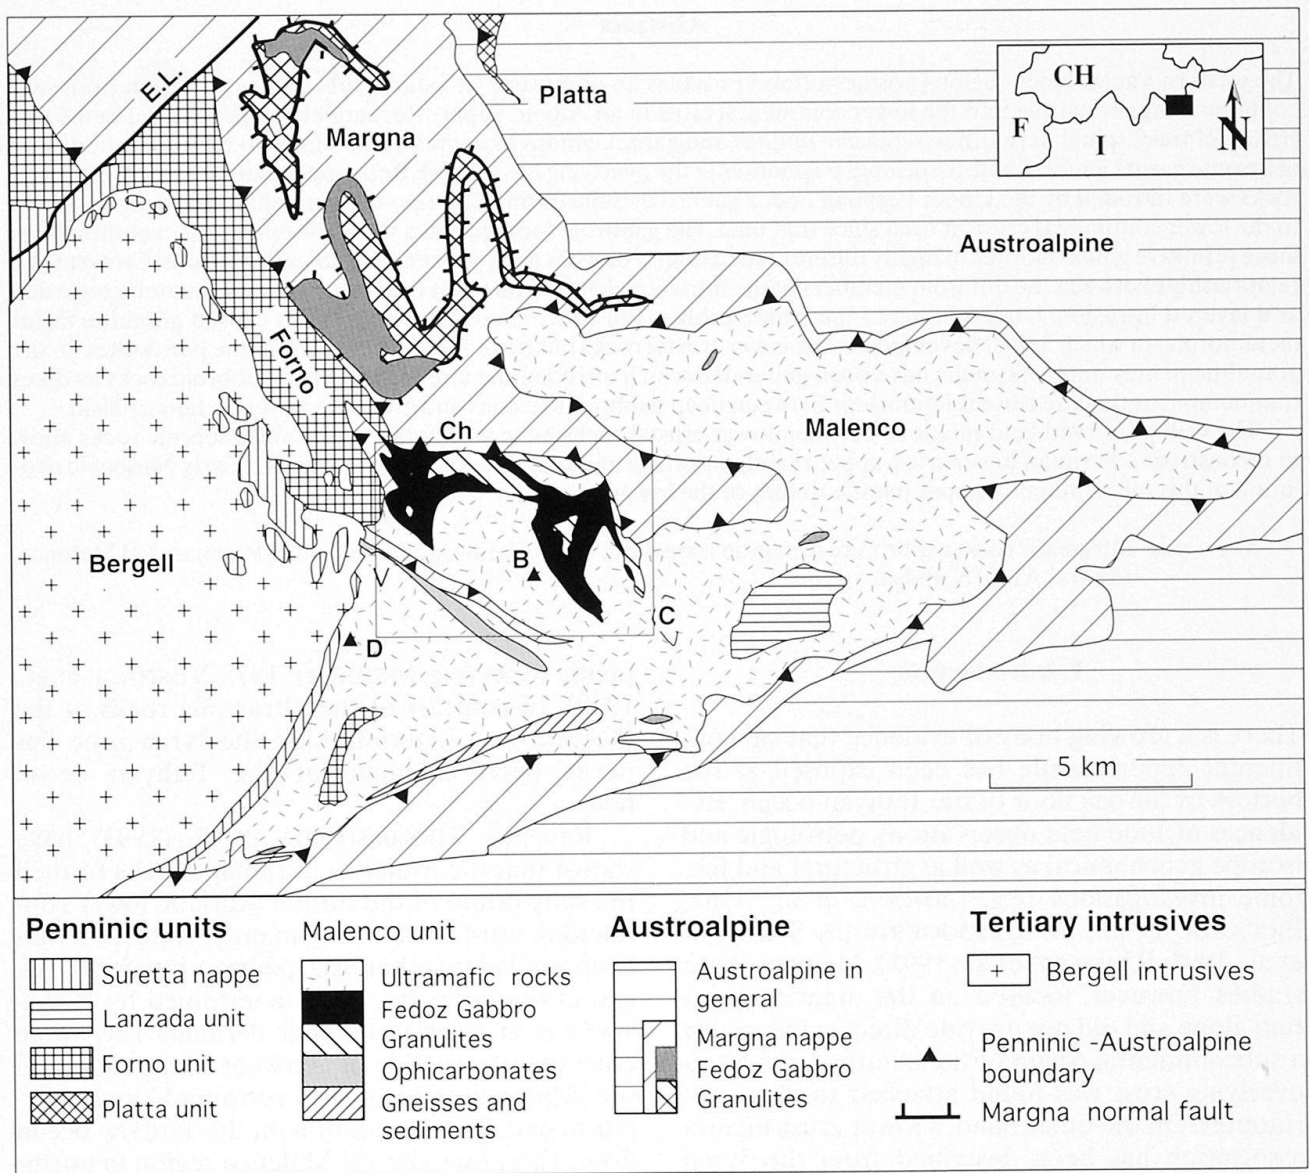 E.L.
Platta
Margna
CH
F
I
N
Austroalpine
Forno
Ch
Malenco
Bergell
B
C
D
5 km
Penninic units
Suretta nappe
Lanzada unit
Forno unit
Platta unit
Malenco unit
Ultramafic rocks
Fedoz Gabbro
Granulites
Ophicarbonates
Gneisses and
sediments
Austroalpine
Austroalpine in
general
Margna nappe
Fedoz Gabbro
Granulites
Tertiary intrusives
Bergell intrusives
Penninic -Austroalpine
boundary
Margna normal fault